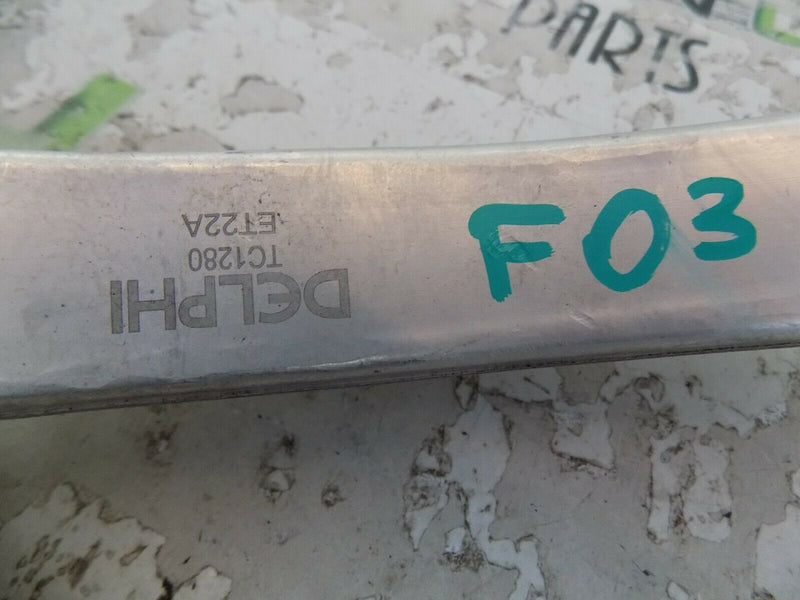 PARTS
F03
DELPHI
TC1280
ET22A